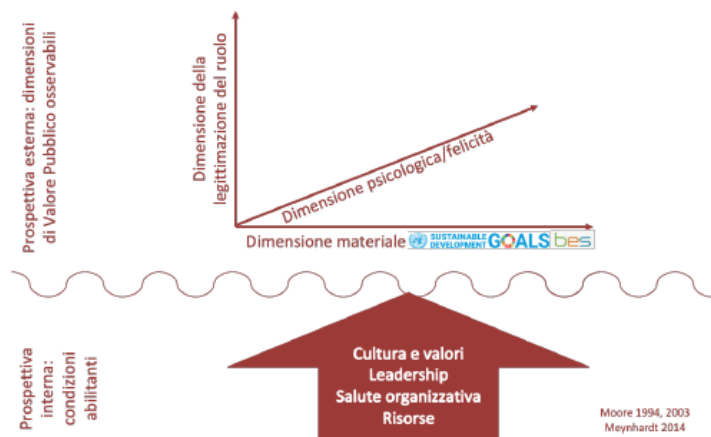 Prospettiva esterna: dimensioni
di Valore Pubblico osservabili
Dimensione della
legittimazione del ruolo
Dimensione psicologica/felicità
Dimensione materiale
SUSTAINABLE
DEVELOPMENT
GOALS
bes
Prospettiva
interna:
condizioni
abilitanti
Cultura e valori
Leadership
Salute organizzativa
Risorse
Moore 1994, 2003
Meynhardt 2014